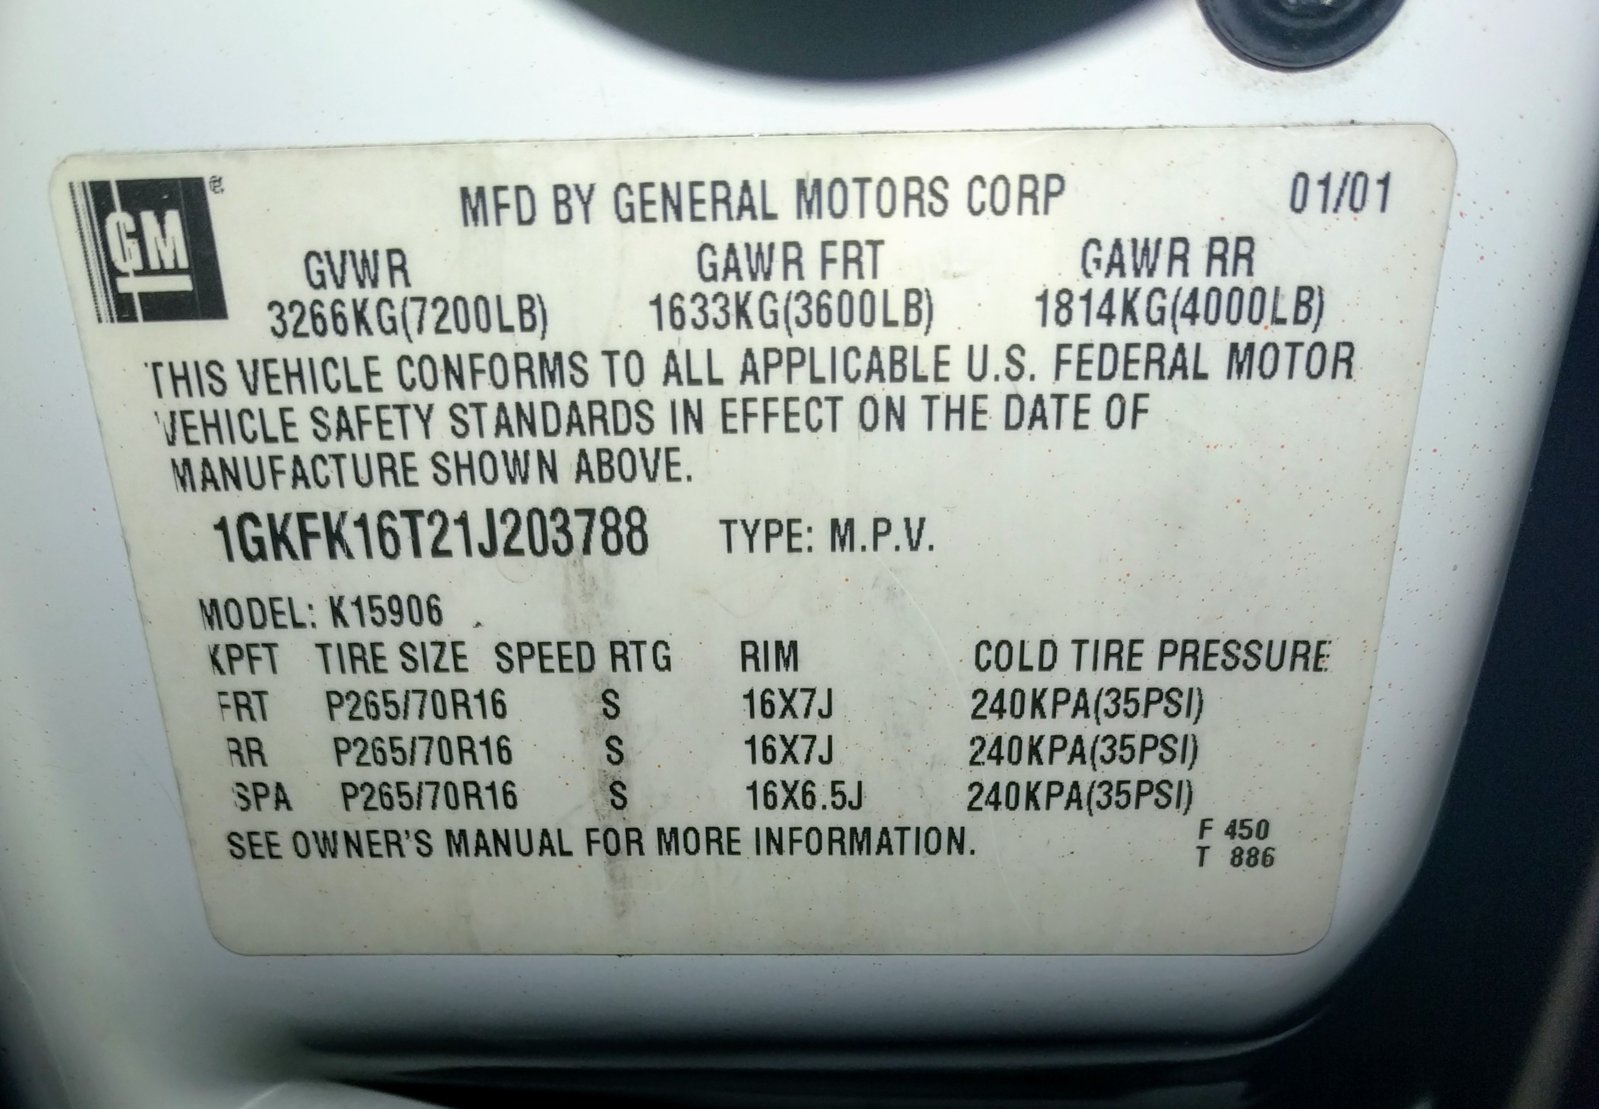 GM
MFD BY GENERAL MOTORS CORP 01/01
GVWR GAWR FRT GAWR RR
3266KG(7200LB) 1633KG(3600LB) 1814KG(4000LB)
THIS VEHICLE CONFORMS TO ALL APPLICABLE U.S. FEDERAL MOTOR
VEHICLE SAFETY STANDARDS IN EFFECT ON THE DATE OF
MANUFACTURE SHOWN ABOVE.
1GKFK16T21J203788 TYPE: M.P.V.
MODEL: K15906
KPFT TIRE SIZE SPEED RTG RIM COLD TIRE PRESSURE
FRT P265/70R16 S 16X7J 240KPA(35PSI)
RR P265/70R16 S 16X7J 240KPA(35PSI)
SPA P265/70R16 S 16X6.5J 240KPA(35PSI)
SEE OWNER'S MANUAL FOR MORE INFORMATION.
F 450
T 886